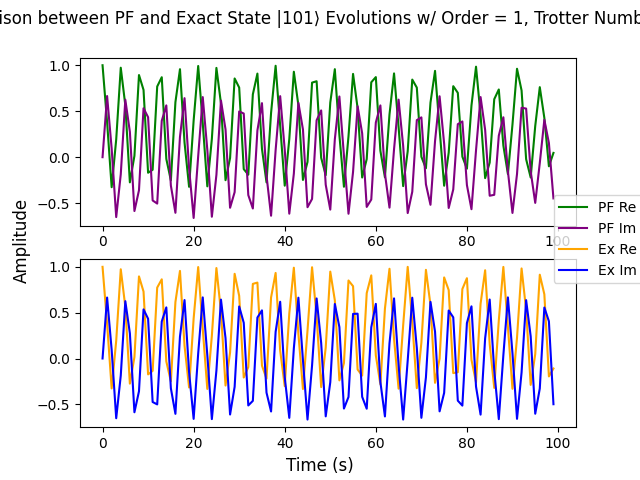 ison between PF and Exact State |101⟩ Evolutions w/ Order = 1, Trotter Numb
1.0
0.5
0.0
−0.5
0
20
40
60
80
100
PF Re
PF Im
Ex Re
Ex Im
Amplitude
1.0
0.5
0.0
−0.5
0
20
40
60
80
100
Time (s)